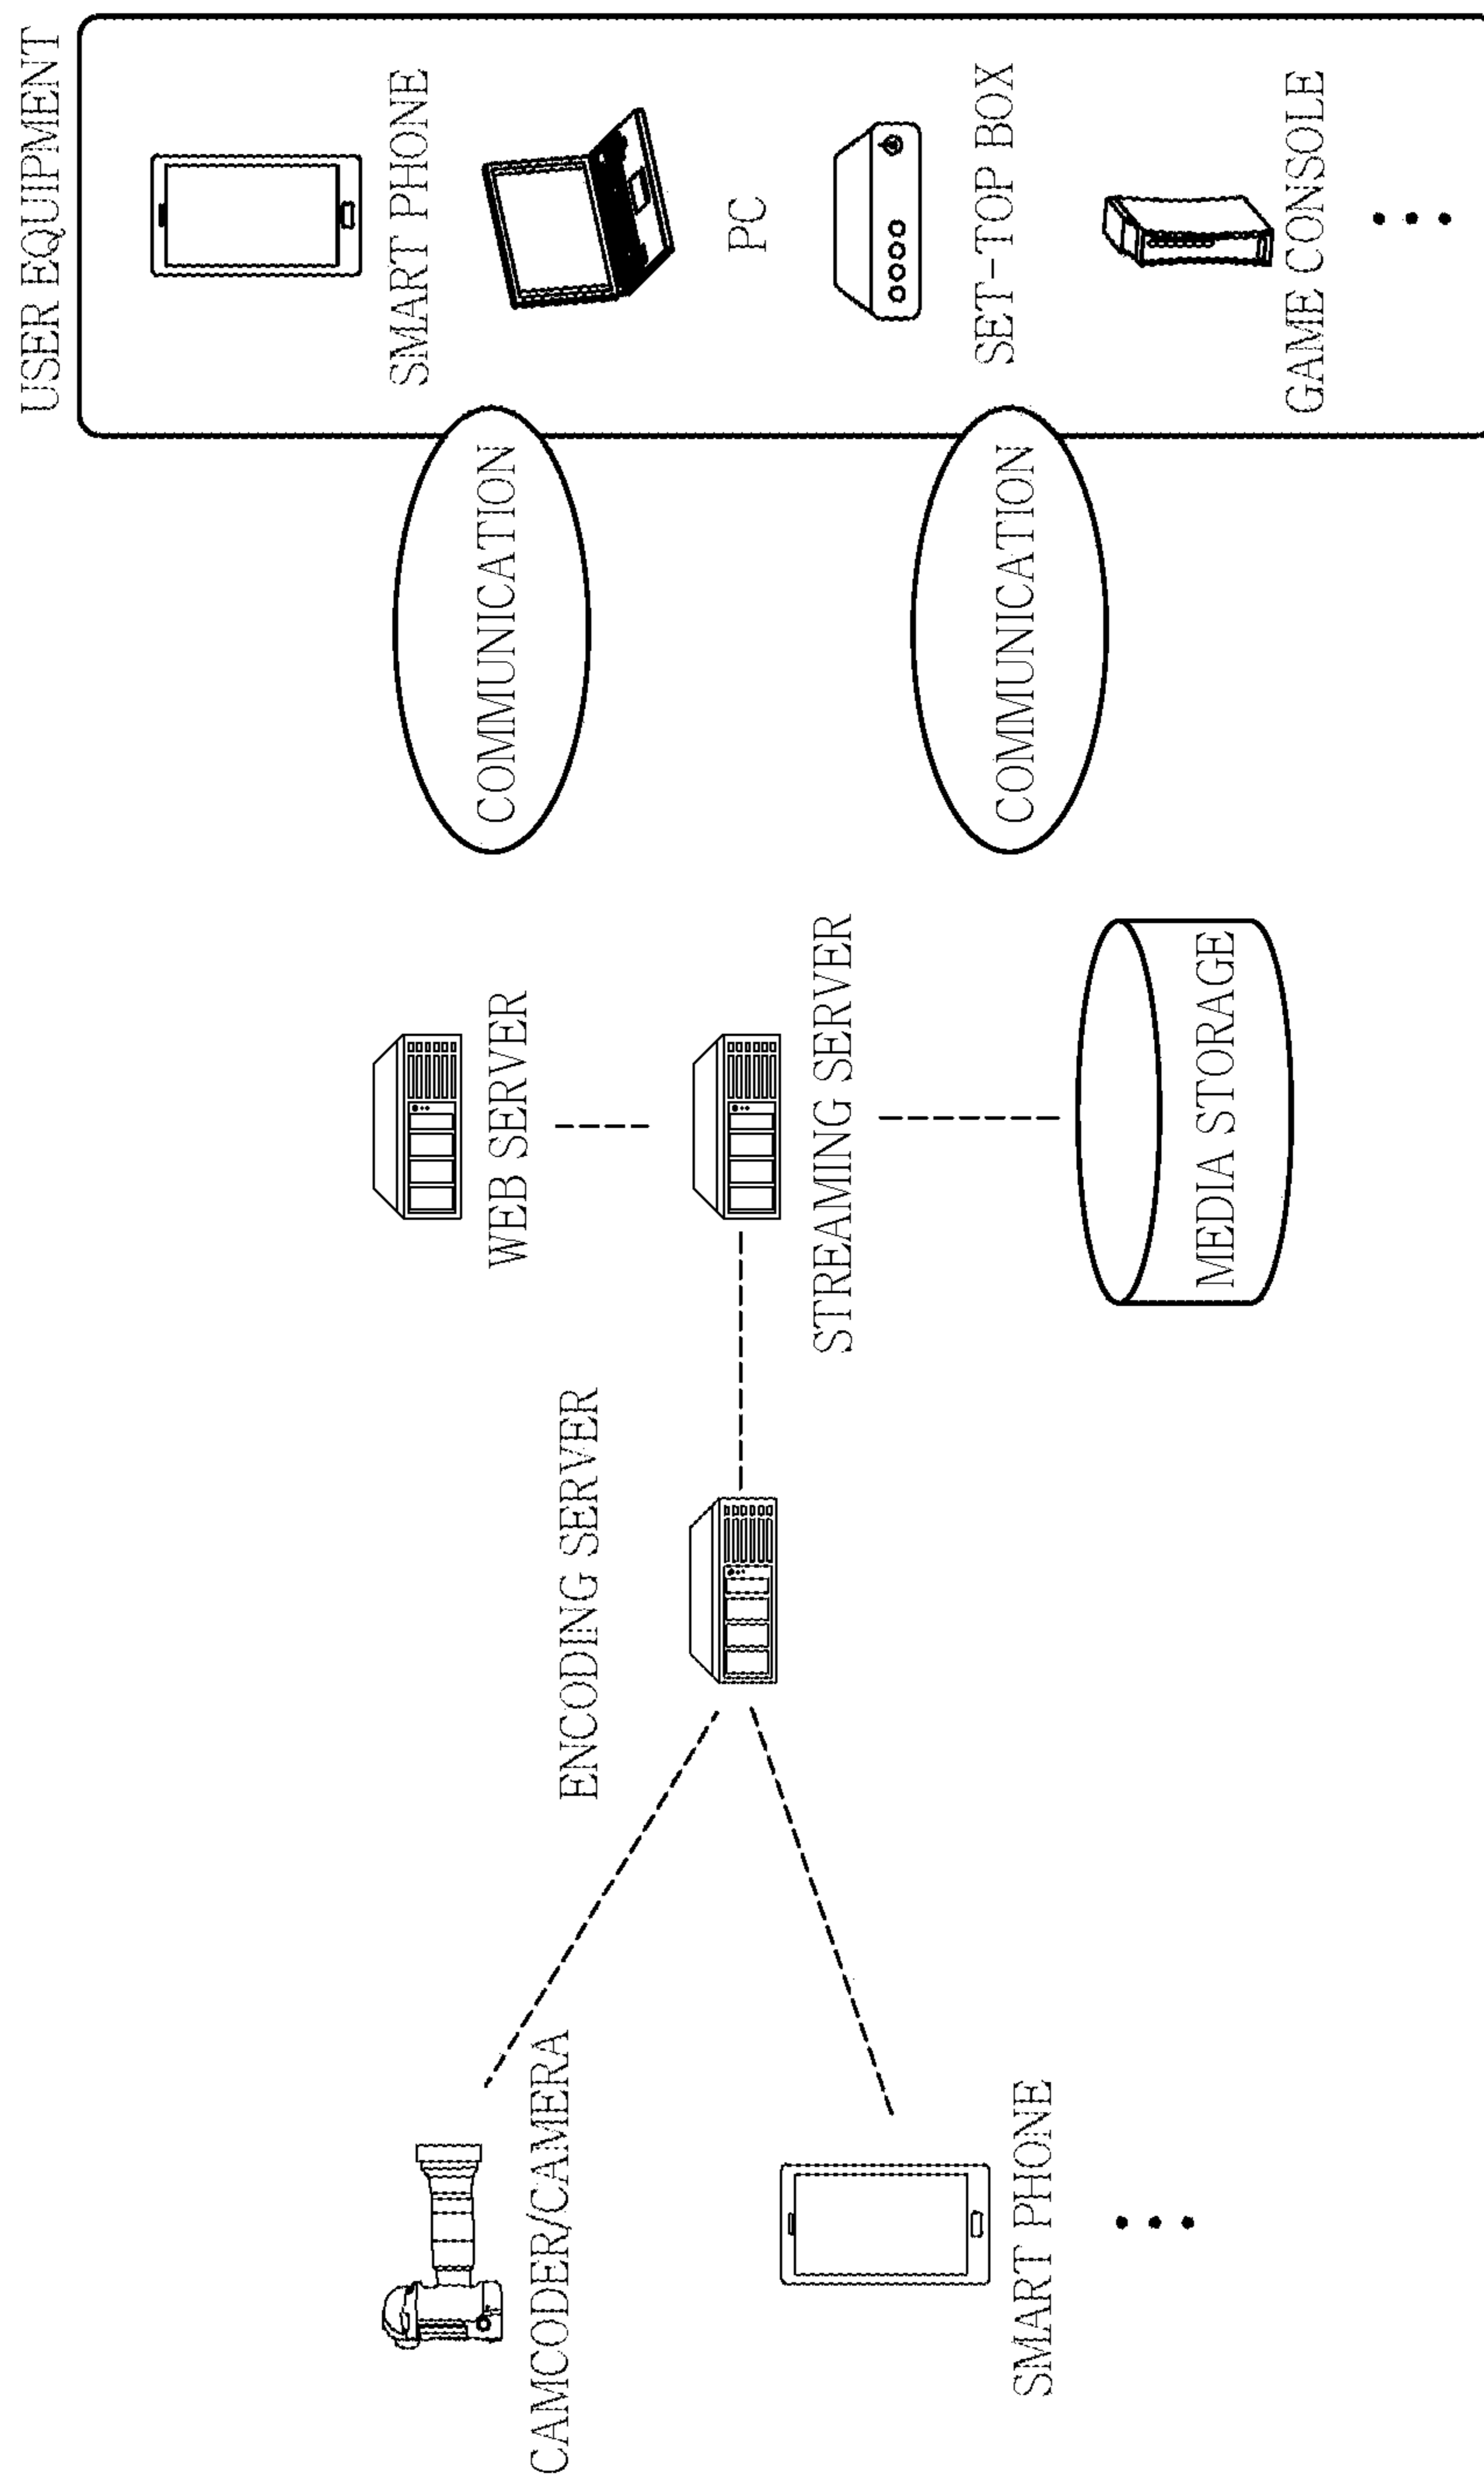 USER EQUIPMENT
SMART PHONE
PC
SET-TOP BOX
GAME CONSOLE
COMMUNICATION
COMMUNICATION
WEB SERVER
STREAMING SERVER
MEDIA STORAGE
ENCODING SERVER
CAMCODER/CAMERA
SMART PHONE